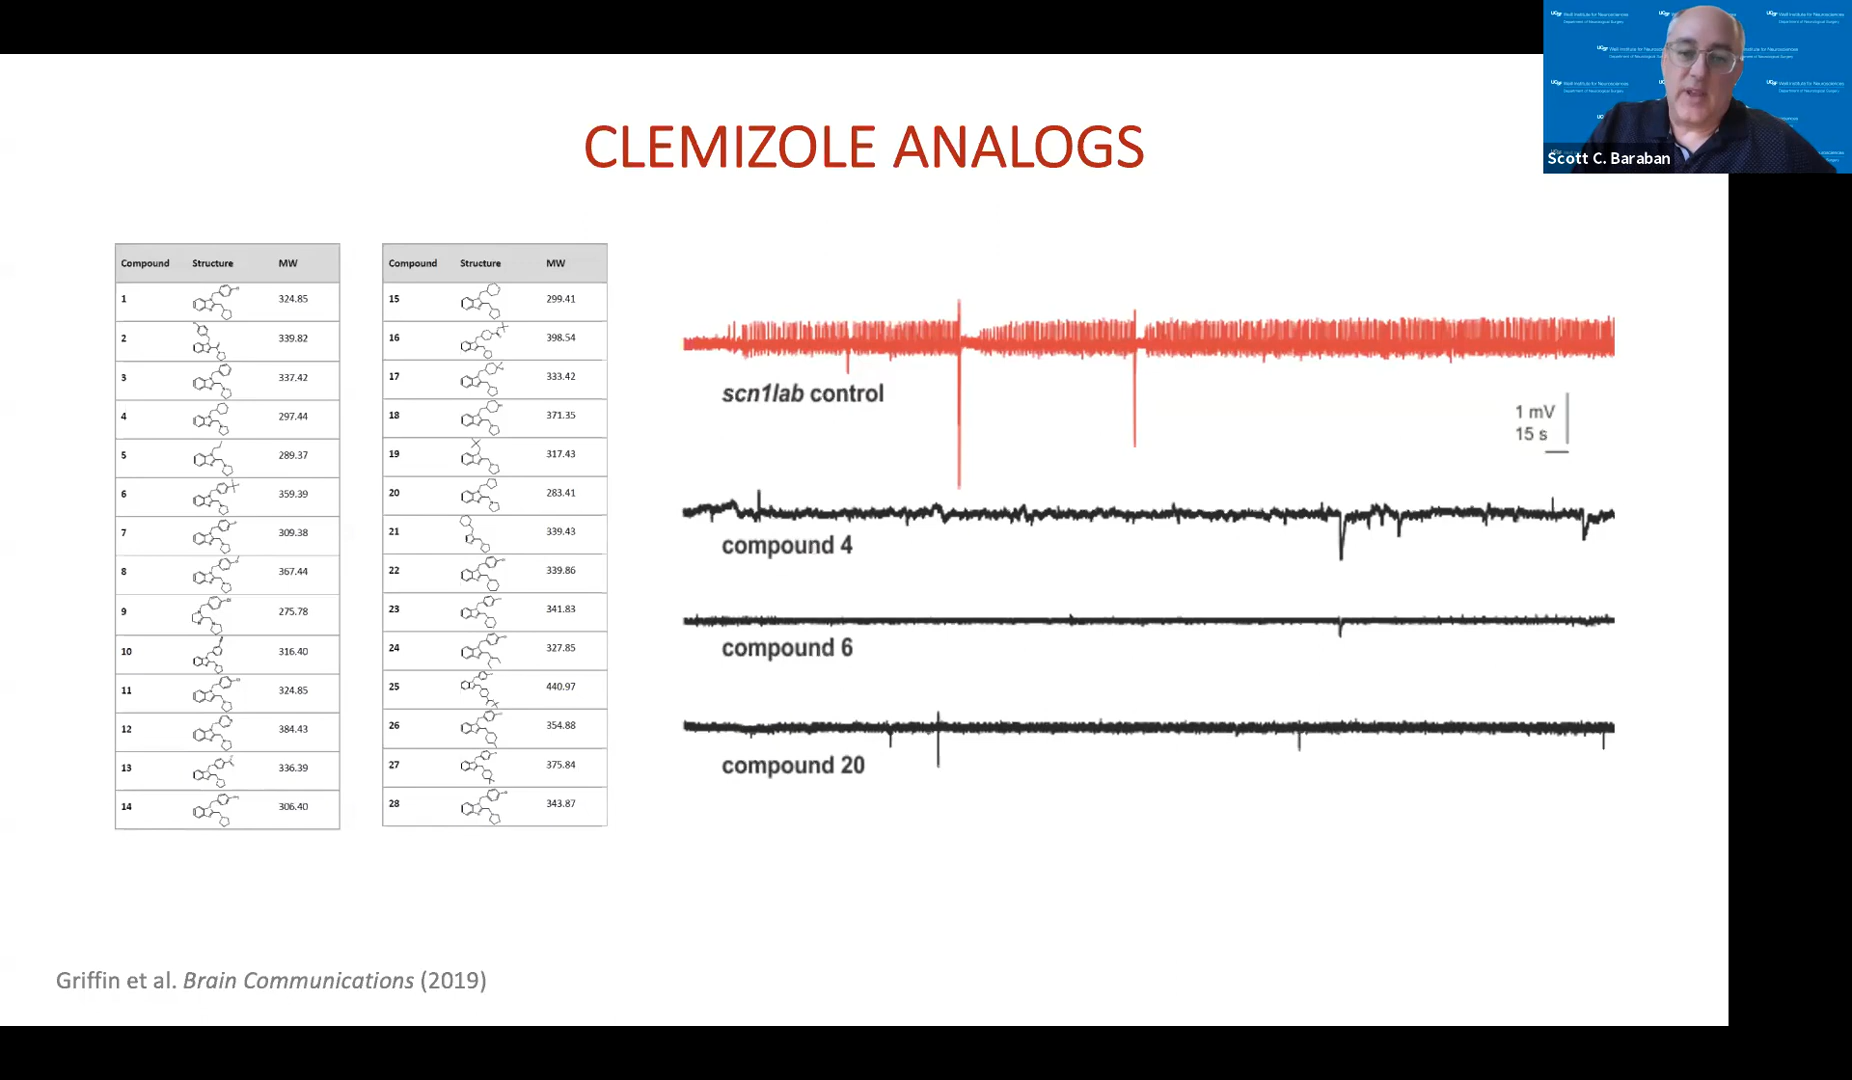 CLEMIZOLE ANALOGS
Scott C. Baraban
Compound Structure MW
1 324.85
2 339.82
3 337.42
4 297.44
5 289.37
6 359.39
7 309.38
8 367.44
9 275.78
10 316.40
11 324.85
12 384.43
13 336.39
14 306.40
Compound Structure MW
15 299.41
16 398.54
17 333.42
18 371.35
19 317.43
20 283.41
21 339.43
22 339.86
23 341.83
24 327.85
25 440.97
26 354.88
27 375.84
28 343.87
scn1lab control
1 mV
15 s
compound 4
compound 6
compound 20
Griffin et al. Brain Communications (2019)